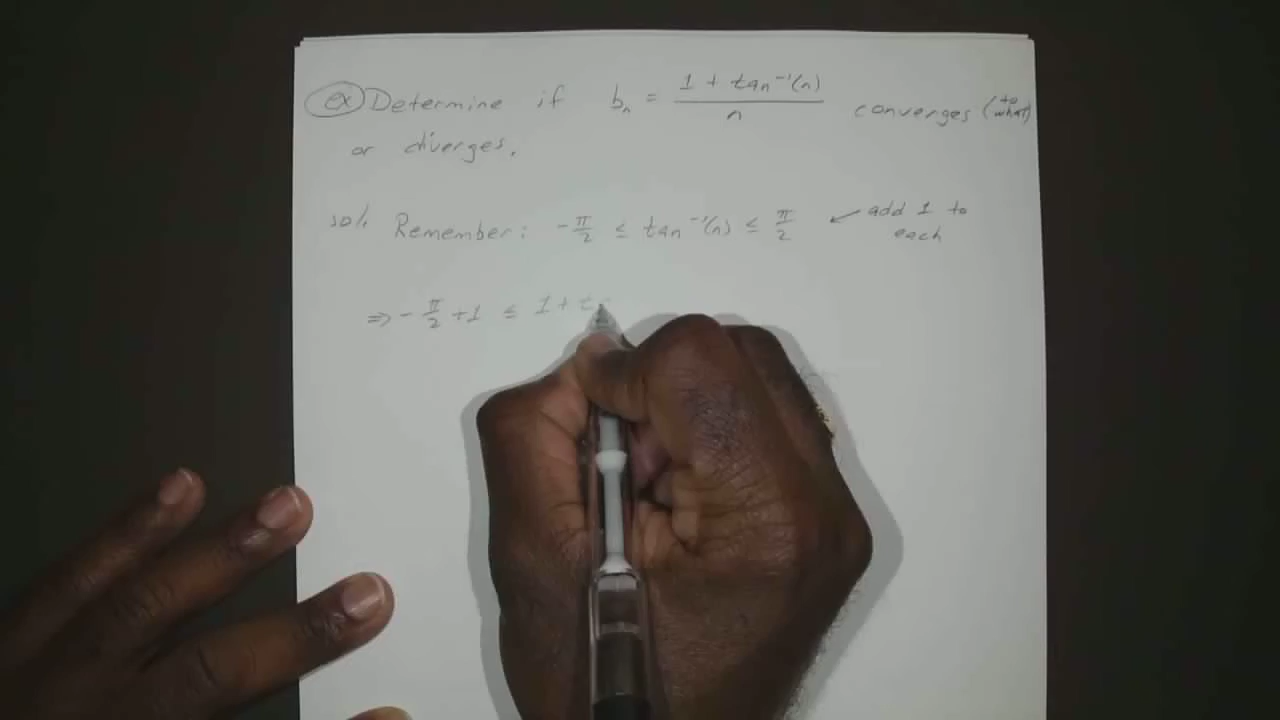 ex Determine if bₙ = (1 + tan⁻¹(n)) / n converges (to what)
or diverges.
sol: Remember: -π/2 ≤ tan⁻¹(n) ≤ π/2 ↙ add 1 to each
⇒ -π/2 + 1 ≤ 1 + t